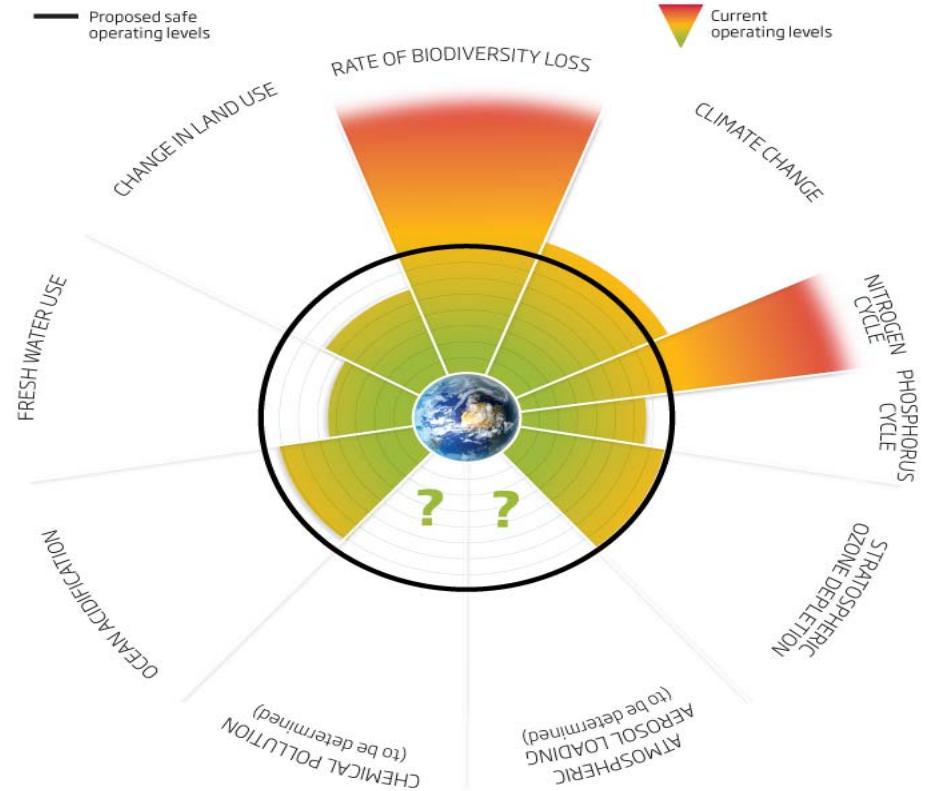 Proposed safe
operating levels
Current
operating levels
RATE OF BIODIVERSITY LOSS
CLIMATE CHANGE
NITROGEN
CYCLE
PHOSPHORUS
CYCLE
STRATOSPHERIC
OZONE DEPLETION
ATMOSPHERIC
AEROSOL LOADING
(to be determined)
CHEMICAL POLLUTION
(to be determined)
OCEAN ACIDIFICATION
FRESH WATER USE
CHANGE IN LAND USE
? ?